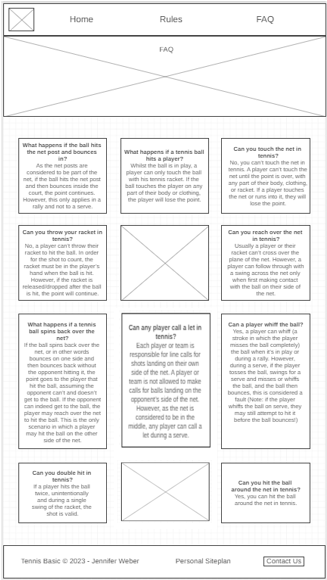 Home
Rules
FAQ
FAQ
What happens if the ball hits
the net post and bounces
in?
As the net posts are
considered to be part of the
net, if the ball hits the net post
and then bounces inside the
court, the point continues.
However, this only applies in a
rally and not to a serve.
What happens if a tennis ball
hits a player?
Whilst the ball is in play, a
player can only touch the ball
with his tennis racket. If the
ball touches the player on any
part of their body or clothing,
the player will lose the point.
Can you touch the net in
tennis?
No, you can't touch the net in
tennis. A player can't touch the
net until the point is over, with
any part of their body, clothing,
or racket. If a player touches
the net or runs into it, they will
lose the point.
Can you throw your racket in
tennis?
No, a player can't throw their
racket to hit the ball. In order
for the shot to count, the
racket must be in the player's
hand when the ball is hit.
However, if the racket is
released/dropped after the ball
is hit, the point will continue.
Can you reach over the net
in tennis?
Usually a player or their
racket can't cross over the
plane of the net. However, a
player can follow through with
a swing across the net only
when first making contact
with the ball on their side of
the net.
What happens if a tennis
ball spins back over the
net?
If the ball spins back over the
net, or in other words
bounces on one side and
then bounces back without
the opponent hitting it, the
point goes to the player that
hit the ball, assuming the
opponent can't and doesn't
get to the ball. If the opponent
can indeed get to the ball, the
player may reach over the net
to hit the ball. This is the only
scenario in which a player
may hit the ball on the other
side of the net.
Can any player call a let in
tennis?
Each player or team is
responsible for line calls for
shots landing on their own
side of the net. A player or
team is not allowed to make
calls for balls landing on the
opponent's side of the net.
However, as the net is
considered to be in the
middle, any player can call a
let during a serve.
Can a player whiff the ball?
Yes, a player can whiff (a
stroke in which the player
misses the ball completely)
the ball when it's in play or
during a rally. However,
during a serve, if the player
tosses the ball, swings for a
serve and misses or whiffs
the ball, and the ball then
bounces, this is considered a
fault (Note: if the player
whiffs the ball on serve, they
may still attempt to hit it
before the ball bounces!)
Can you double hit in
tennis?
If a player hits the ball
twice, unintentionally
and during a single
swing of the racket, the
shot is valid.
Can you hit the ball
around the net in tennis?
Yes, you can hit the ball
around the net in tennis.
Tennis Basic © 2023 - Jennifer Weber
Personal Siteplan
Contact Us